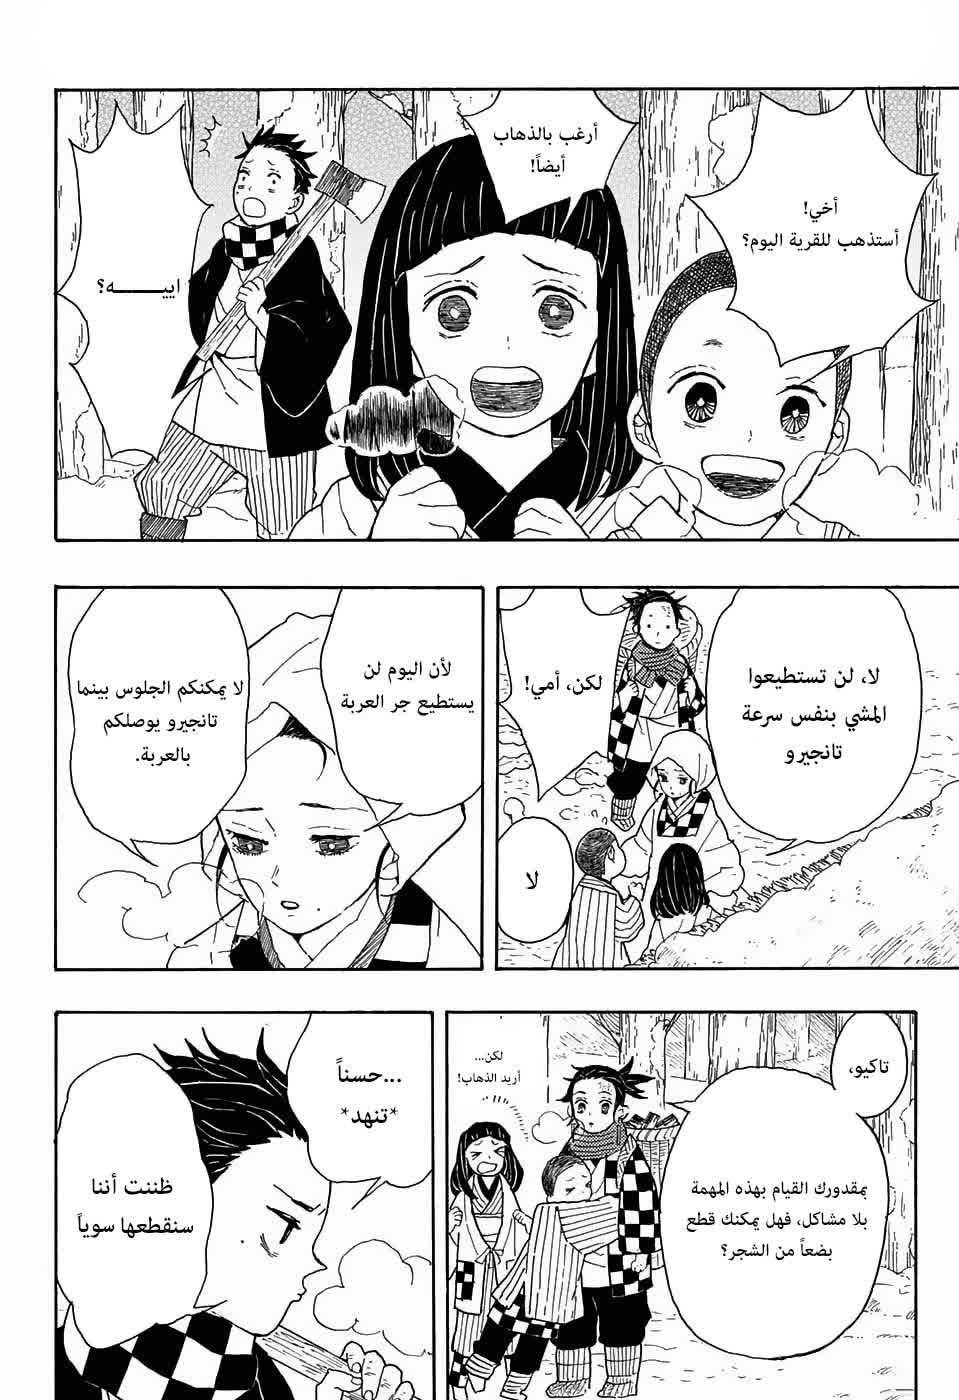 أخي!
أستذهب للقرية اليوم؟
أرغب بالذهاب
أيضاً!
اييـــــــــه؟
لا، لن تستطيعوا
المشي بنفس سرعة
تانجيرو
لكن، أمي!
لا
لأن اليوم لن
يستطيع جر العربة
لا يمكنكم الجلوس بينما
تانجيرو يوصلكم
بالعربة.
تاكيو،
بمقدورك القيام بهذه المهمة
بلا مشاكل، فهل يمكنك قطع
بضعاً من الشجر؟
لكن...
أريد الذهاب!
...حسناً
*تنهد*
ظننت أننا
سنقطعها سوياً